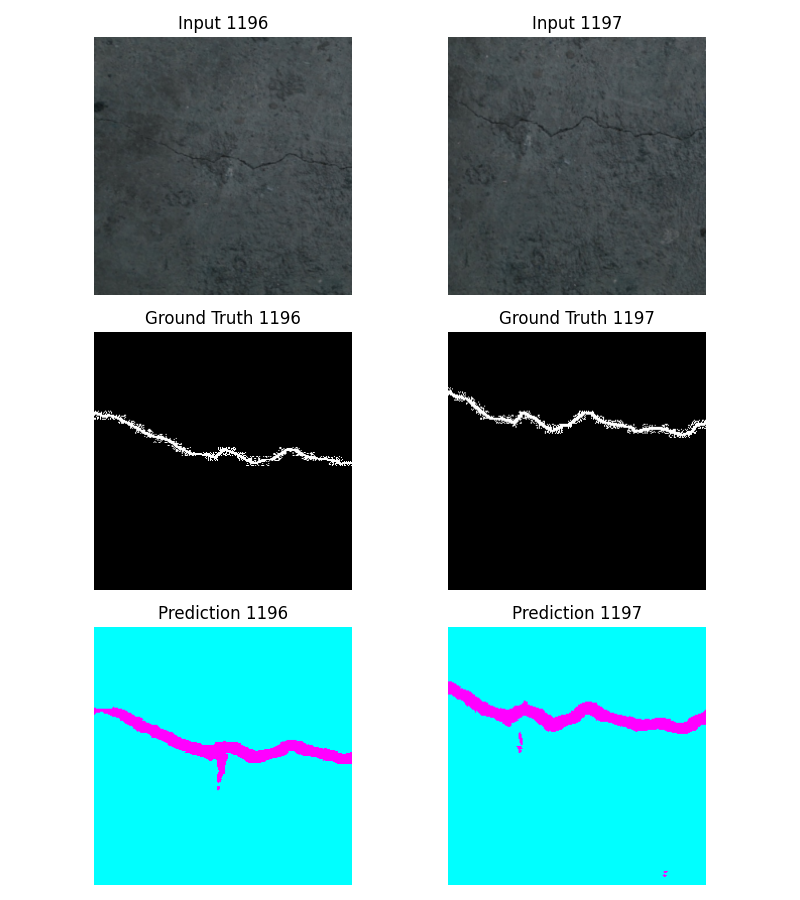 Input 1196
Input 1197
Ground Truth 1196
Ground Truth 1197
Prediction 1196
Prediction 1197